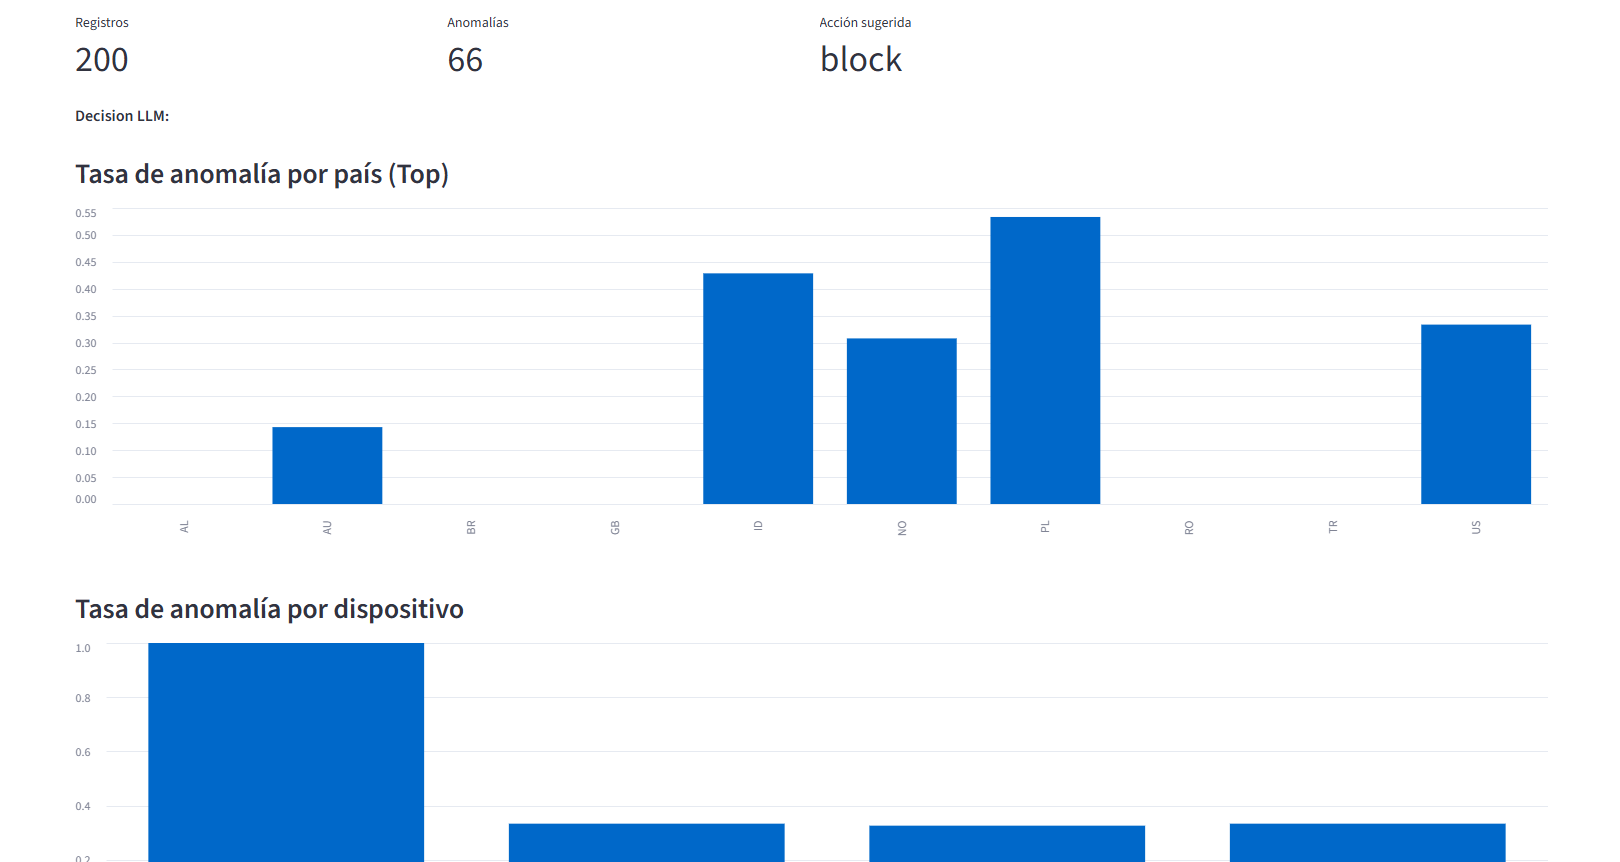 Registros
Anomalías
Acción sugerida
200
66
block
Decision LLM:
Tasa de anomalía por país (Top)
0.55
0.50
0.45
0.40
0.35
0.30
0.25
0.20
0.15
0.10
0.05
0.00
AL
AU
BR
GB
ID
NO
PL
RO
TR
US
Tasa de anomalía por dispositivo
1.0
0.8
0.6
0.4
0.2